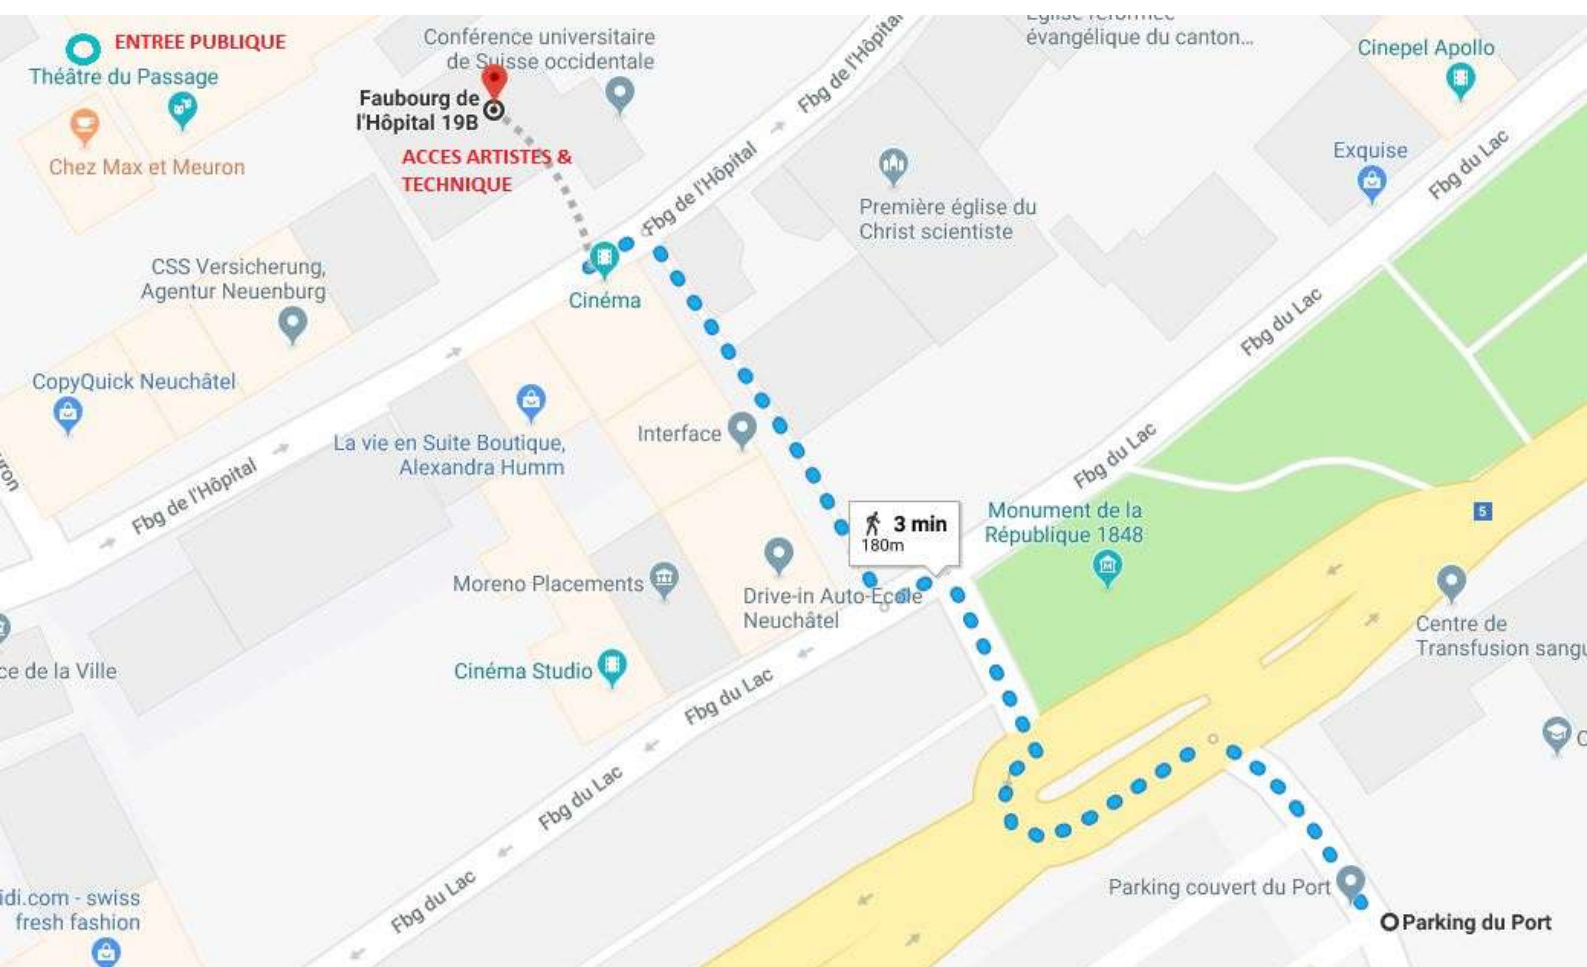 ENTREE PUBLIQUE
Théâtre du Passage
Chez Max et Meuron
Conférence universitaire
de Suisse occidentale
Faubourg de
l'Hôpital 19B
ACCES ARTISTES &
TECHNIQUE
Fbg de l'Hôpital
Fbg de l'Hôpital
évangélique du canton...
Cinepel Apollo
Exquise
Fbg du Lac
Première église du
Christ scientiste
CSS Versicherung,
Agentur Neuenburg
Cinéma
Fbg du Lac
CopyQuick Neuchâtel
La vie en Suite Boutique,
Alexandra Humm
Interface
Fbg du Lac
Fbg de l'Hôpital
3 min
180m
Monument de la
République 1848
5
Moreno Placements
Drive-in Auto-Ecole
Neuchâtel
Centre de
Transfusion sangu
ce de la Ville
Cinéma Studio
Fbg du Lac
Fbg du Lac
Parking couvert du Port
Parking du Port
Fbg du Lac
idi.com - swiss
fresh fashion